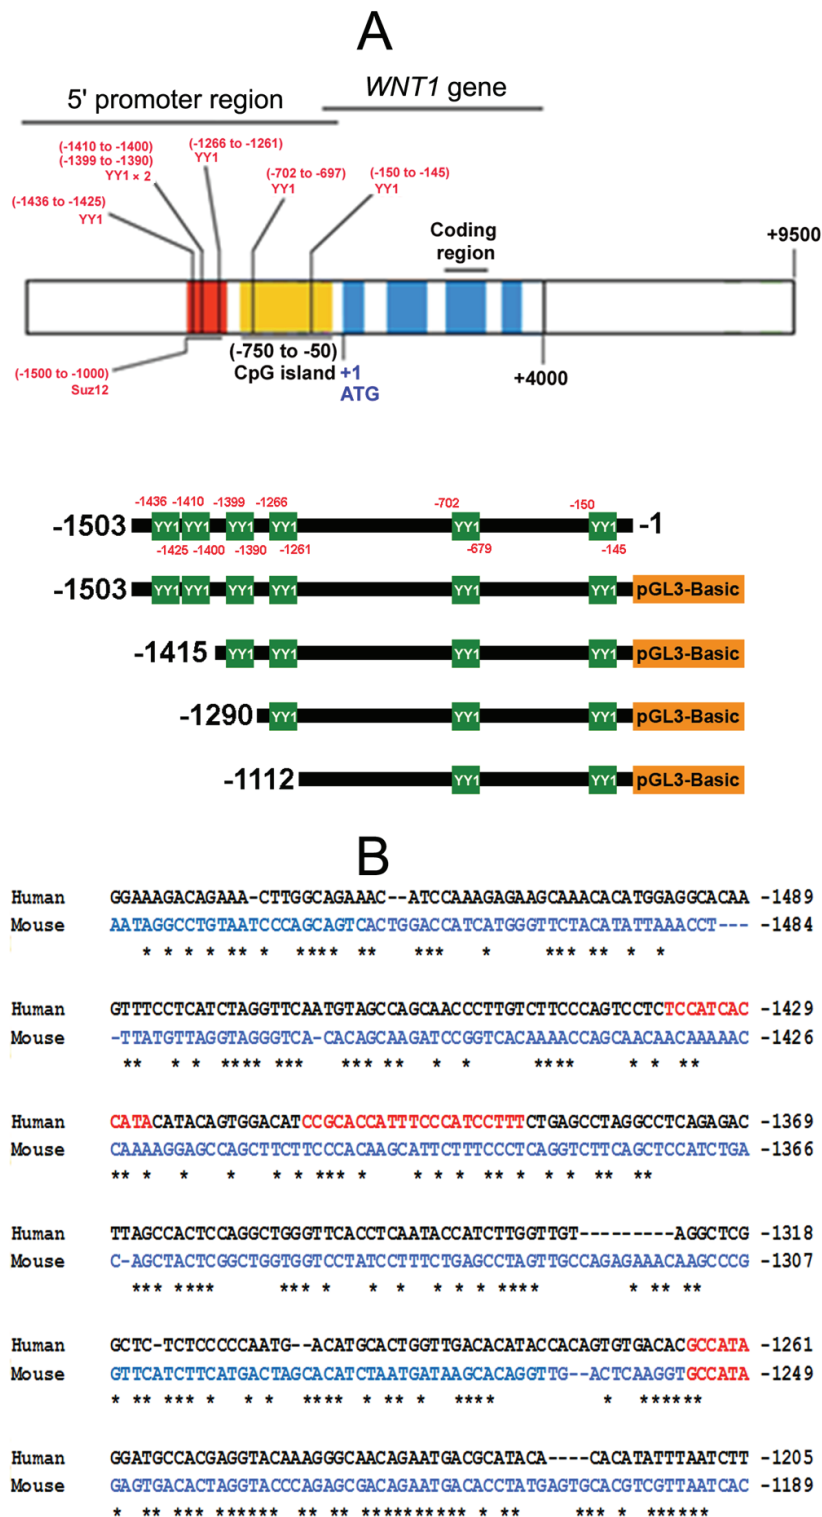 A
5' promoter region
WNT1 gene
(-1410 to -1400)
(-1399 to -1390)
YY1 × 2
(-1266 to -1261)
YY1
(-702 to -697)
YY1
(-150 to -145)
YY1
(-1436 to -1425)
YY1
Coding
region
+9500
(-1500 to -1000)
Suz12
(-750 to -50)
CpG island
+1
ATG
+4000
-1436 -1410 -1399 -1266 -702 -150
-1503 YY1 YY1 YY1 YY1 YY1 YY1 -1
-1425 -1400 -1390 -1261 -679 -145
-1503 YY1 YY1 YY1 YY1 YY1 YY1 pGL3-Basic
-1415 YY1 YY1 YY1 YY1 pGL3-Basic
-1290 YY1 YY1 YY1 pGL3-Basic
-1112 YY1 YY1 pGL3-Basic
B
Human GGAAAGACAGAAA-CTTGGCAGAAAC--ATCCAAAGAGAAGCAAACACATGGAGGCACAA -1489
Mouse AATAGGCCTGTAATCCCAGCAGTCACTGGACCATCATGGGTTCTACATATTAAACCT--- -1484
* * * * ** * **** ** *** * *** ** * *
Human GTTTCCTCATCTAGGTTCAATGTAGCCAGCAACCCTTGTCTTCCCAGTCCTCTCCATCAC -1429
Mouse -TTATGTTAGGTAGGGTCA-CACAGCAAGATCCGGTCACAAAACCAGCAACAACAAAAAC -1426
** * * **** *** *** ** * * **** * * **
Human CATACATACAGTGGACATCCGCACCATTTCCCATCCTTTCTGAGCCTAGGCCTCAGAGAC -1369
Mouse CAAAAGGAGCCAGCTTCTTCCCACAAGCATTCTTTCCCTCAGGTCTTCAGCTCCATCTGA -1366
** * * * * * *** * * * * ** * * ** **
Human TTAGCCACTCCAGGCTGGGTTCACCTCAATACCATCTTGGTTGT---------AGGCTCG -1318
Mouse C-AGCTACTCGGCTGGTGGTCCTATCCTTTCTGAGCCTAGTTGCCAGAGAAACAAGCCCG -1307
*** **** *** * * * * * * **** * ** **
Human GCTC-TCTCCCCCAATG--ACATGCACTGGTTGACACATACCACAGTGTGACACGCCATA -1261
Mouse GTTCATCTTCATGACTAGCACATCTAATGATAAGCACAGGTTG--ACTCAAGGTGCCATA -1249
* ** *** * * * **** * ** * **** * ******
Human GGATGCCACGAGGTACAAAGGGCAACAGAATGACGCATACA----CACATATTTAATCTT -1205
Mouse GAGTGACACTAGGTACCCAGAGCGACAGAATGACACCTATGAGTGCACGTCGTTAATCAC -1189
* ** *** ****** ** ** ********** * ** *** * ******